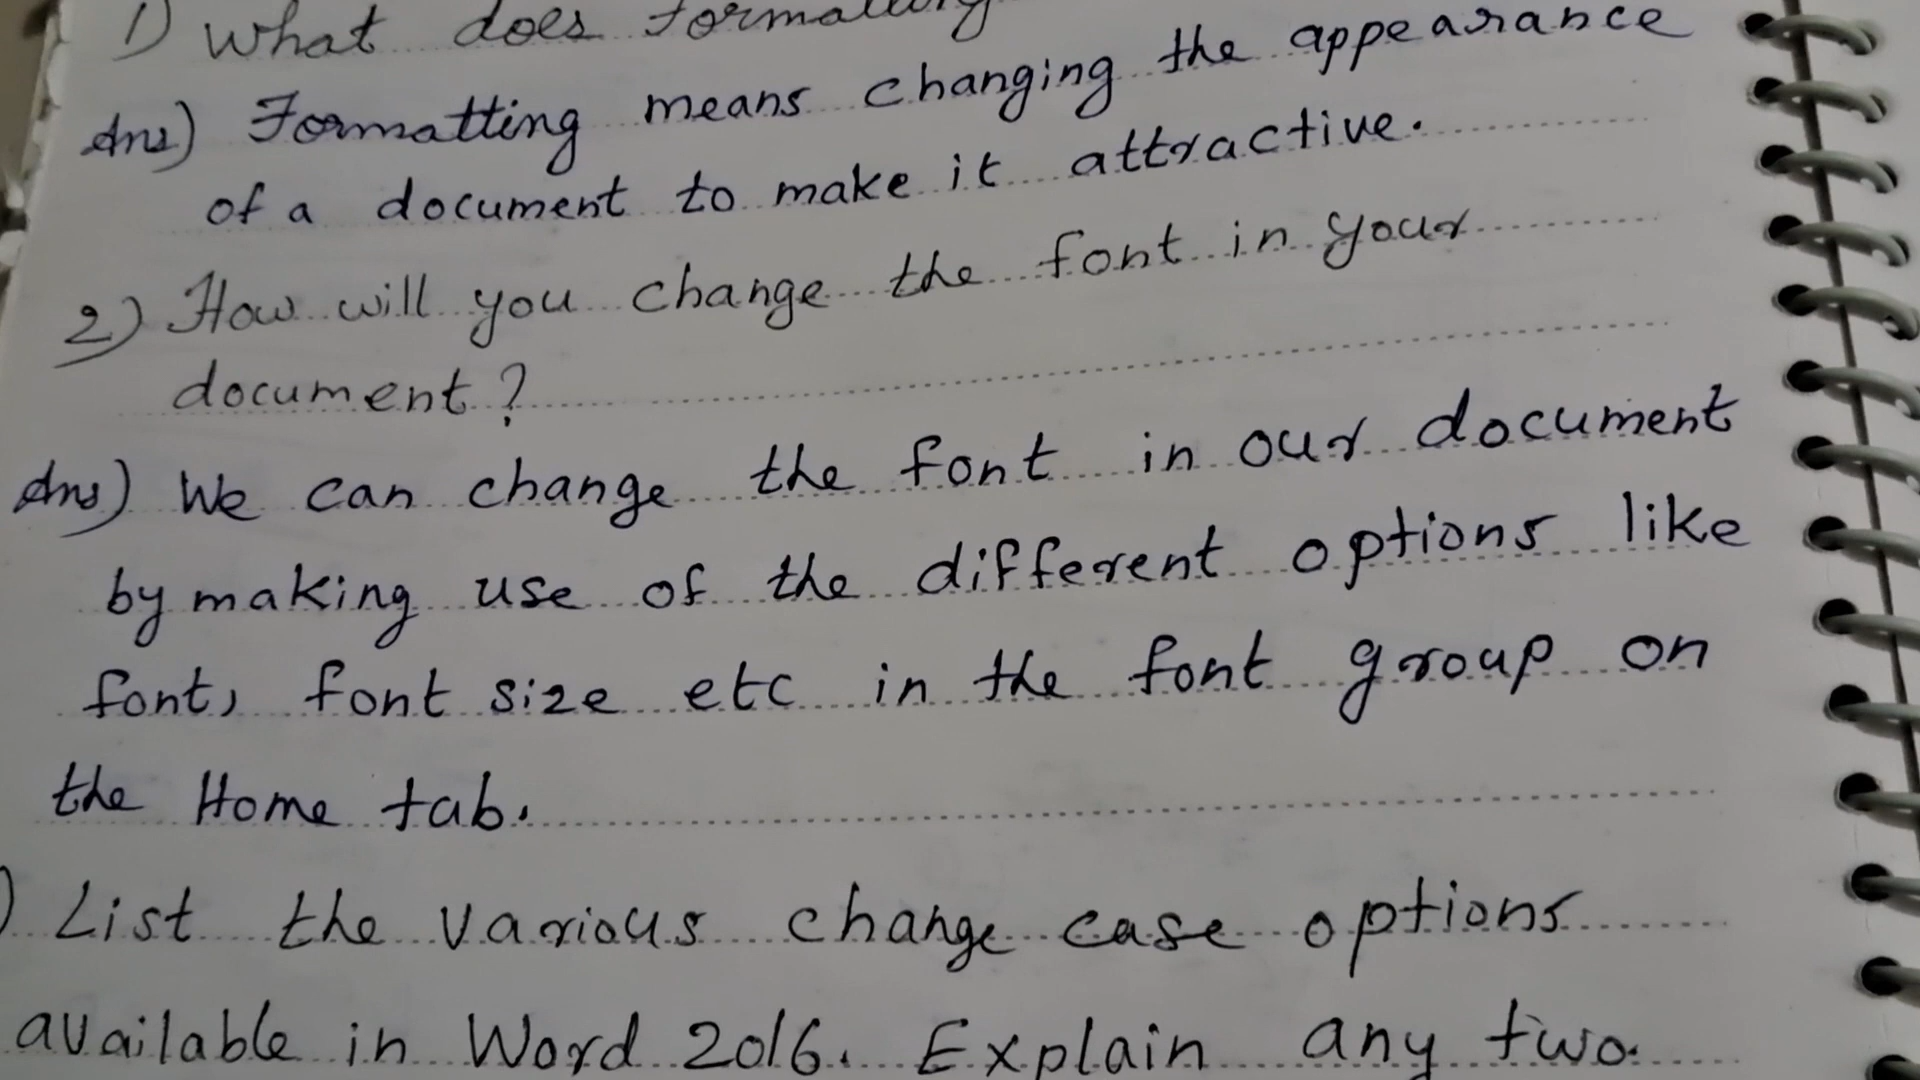 1) What does formatting
Ans) Formatting means changing the appearance
of a document to make it attractive.
2) How will you change the font in your
document?
Ans) We can change the font in our document
by making use of the different options like
font, font size etc in the font group on
the Home tab.
) List the various change case options
available in Word 2016. Explain any two.